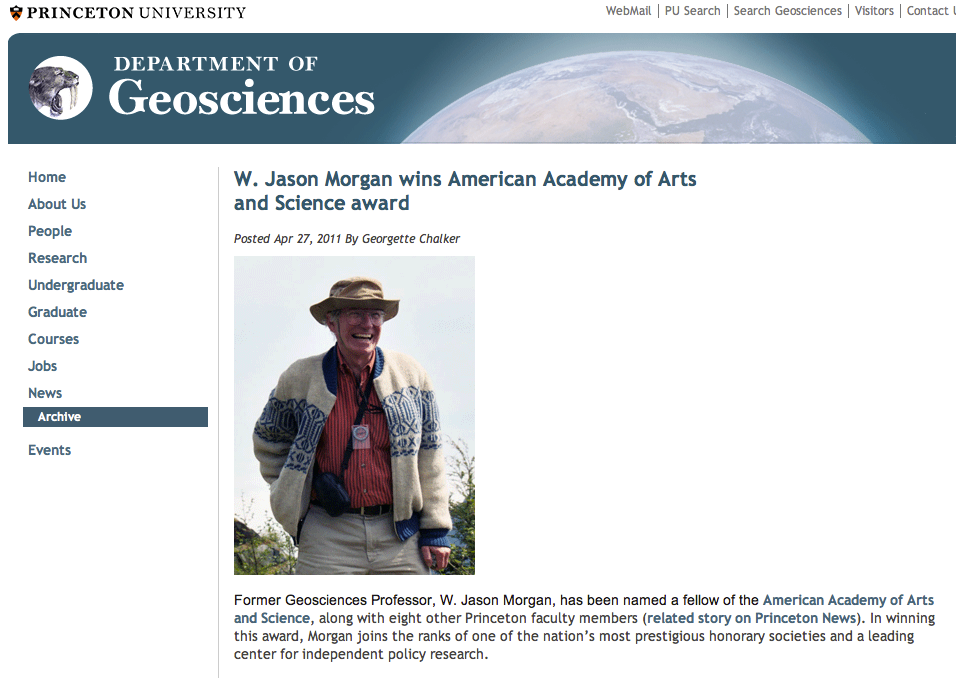 PRINCETON UNIVERSITY
WebMail | PU Search | Search Geosciences | Visitors | Contact U
DEPARTMENT OF
Geosciences
Home
About Us
People
Research
Undergraduate
Graduate
Courses
Jobs
News
Archive
Events
W. Jason Morgan wins American Academy of Arts
and Science award
Posted Apr 27, 2011 By Georgette Chalker
Former Geosciences Professor, W. Jason Morgan, has been named a fellow of the American Academy of Arts
and Science, along with eight other Princeton faculty members (related story on Princeton News). In winning
this award, Morgan joins the ranks of one of the nation's most prestigious honorary societies and a leading
center for independent policy research.